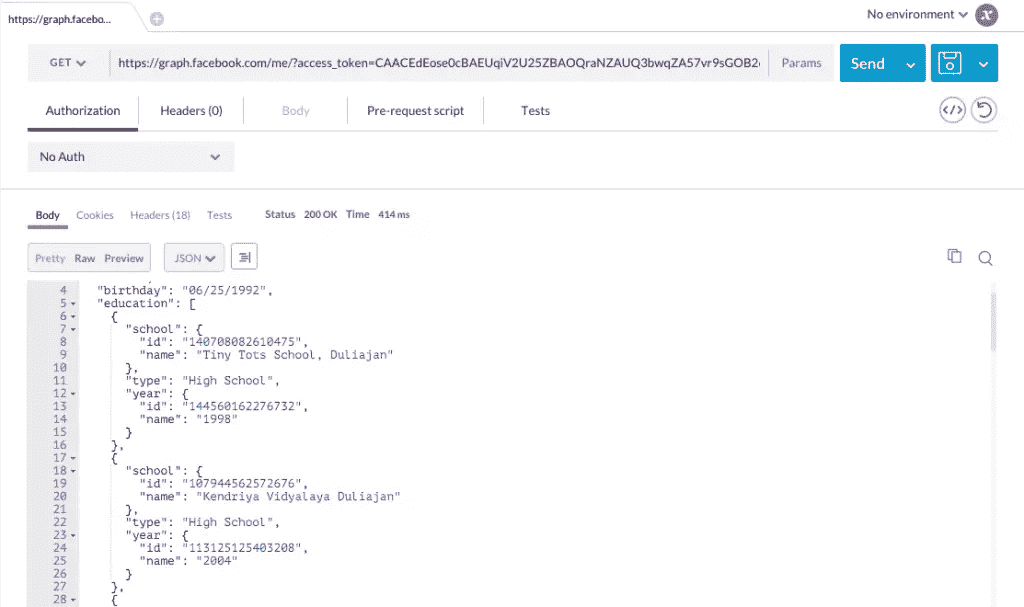 https://graph.facebo...
No environment
GET
https://graph.facebook.com/me/?access_token=CAACEdEose0cBAEUqiV2U25ZBAOQraNZAUQ3bwqZA57vr9sGOB2
Params
Send
Authorization
Headers (0)
Body
Pre-request script
Tests
No Auth
Body Cookies Headers (18) Tests Status 200 OK Time 414 ms
Pretty Raw Preview JSON
4 "birthday": "06/25/1992",
5 "education": [
6 {
7 "school": {
8 "id": "140708082610475",
9 "name": "Tiny Tots School, Duliajan"
10 },
11 "type": "High School",
12 "year": {
13 "id": "144560162276732",
14 "name": "1998"
15 }
16 },
17 {
18 "school": {
19 "id": "107944562572676",
20 "name": "Kendriya Vidyalaya Duliajan"
21 },
22 "type": "High School",
23 "year": {
24 "id": "113125125403208",
25 "name": "2004"
26 }
27 },
28 {